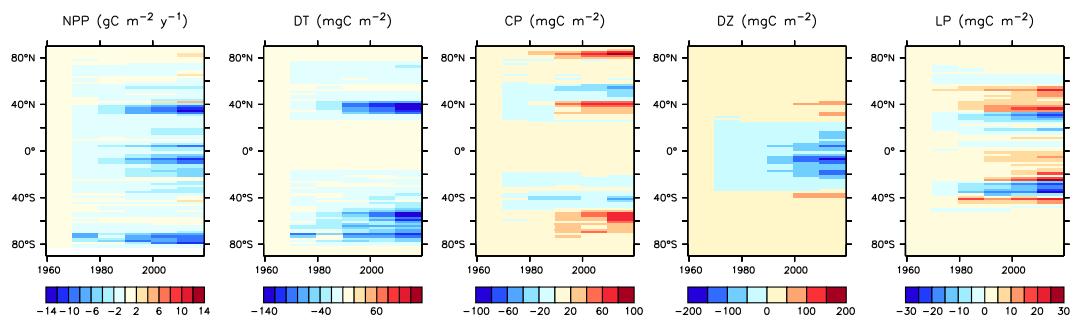 NPP (gC m−2 y−1)
DT (mgC m−2)
CP (mgC m−2)
DZ (mgC m−2)
LP (mgC m−2)
80°N 80°N 80°N 80°N 80°N
40°N 40°N 40°N 40°N 40°N
0° 0° 0° 0° 0°
40°S 40°S 40°S 40°S 40°S
80°S 80°S 80°S 80°S 80°S
1960 1980 2000 1960 1980 2000 1960 1980 2000 1960 1980 2000 1960 1980 2000
−14 −10 −6 −2 2 6 10 14
−140 −40 60
−100 −60 −20 20 60 100
−200 −100 0 100 200
−30 −20 −10 0 10 20 30